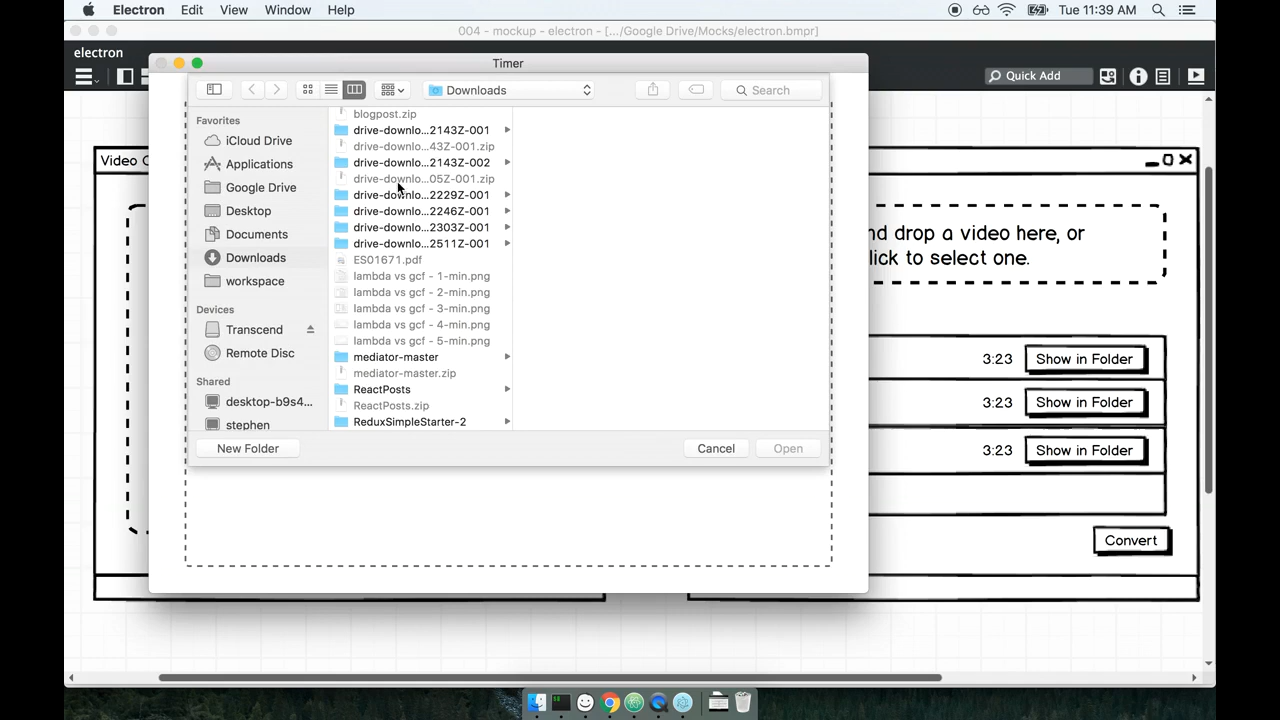 Electron Edit View Window Help Tue 11:39 AM
004 - mockup - electron - [.../Google Drive/Mocks/electron.bmpr]
electron
Quick Add
Timer
Downloads
Search
Favorites
iCloud Drive
Applications
Google Drive
Desktop
Documents
Downloads
workspace
Devices
Transcend
Remote Disc
Shared
desktop-b9s4...
stephen
blogpost.zip
drive-downlo...2143Z-001
drive-downlo...43Z-001.zip
drive-downlo...2143Z-002
drive-downlo...05Z-001.zip
drive-downlo...2229Z-001
drive-downlo...2246Z-001
drive-downlo...2303Z-001
drive-downlo...2511Z-001
ES01671.pdf
lambda vs gcf - 1-min.png
lambda vs gcf - 2-min.png
lambda vs gcf - 3-min.png
lambda vs gcf - 4-min.png
lambda vs gcf - 5-min.png
mediator-master
mediator-master.zip
ReactPosts
ReactPosts.zip
ReduxSimpleStarter-2
New Folder
Cancel
Open
Video C
nd drop a video here, or
lick to select one.
3:23 Show in Folder
3:23 Show in Folder
3:23 Show in Folder
Convert